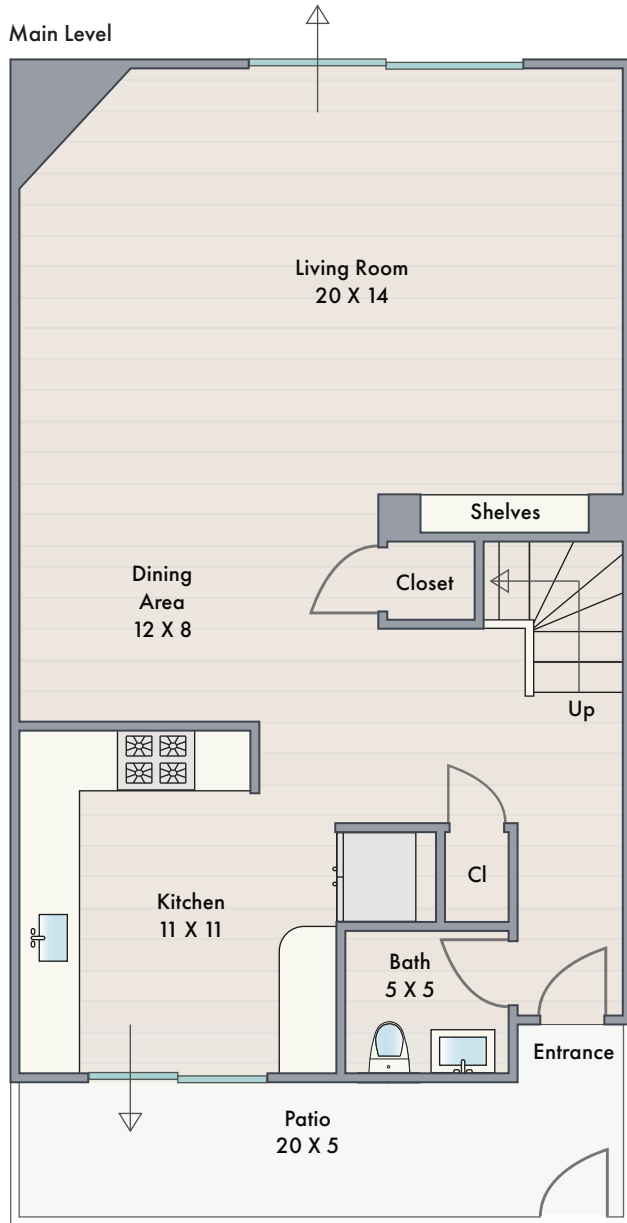 Main Level
Living Room
20 X 14
Shelves
Closet
Dining
Area
12 X 8
Up
Cl
Kitchen
11 X 11
Bath
5 X 5
Entrance
Patio
20 X 5